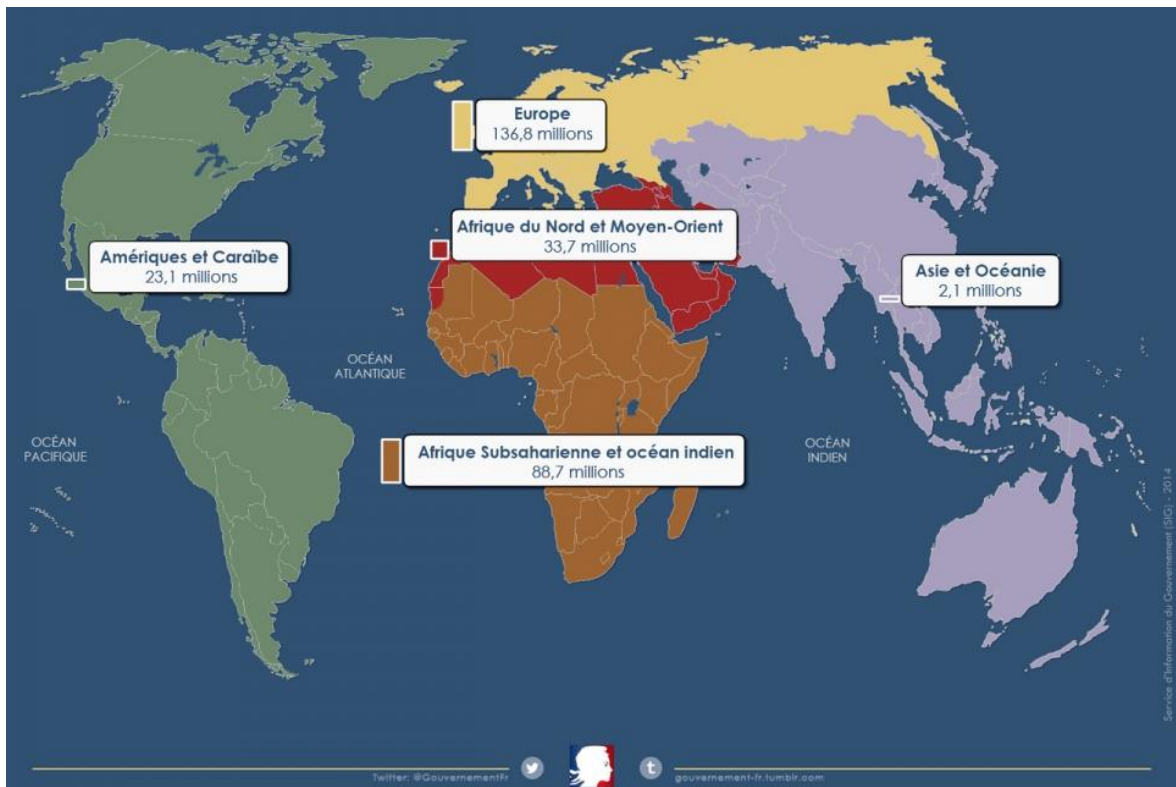 Europe
136,8 millions
Afrique du Nord et Moyen-Orient
33,7 millions
Amériques et Caraïbe
23,1 millions
Asie et Océanie
2,1 millions
OCÉAN
ATLANTIQUE
OCÉAN
PACIFIQUE
Afrique Subsaharienne et océan indien
88,7 millions
OCÉAN
INDIEN
Service d'Information du Gouvernement (SIG) - 2014
Twitter: @GouvernementFr
gouvernement-fr.tumblr.com